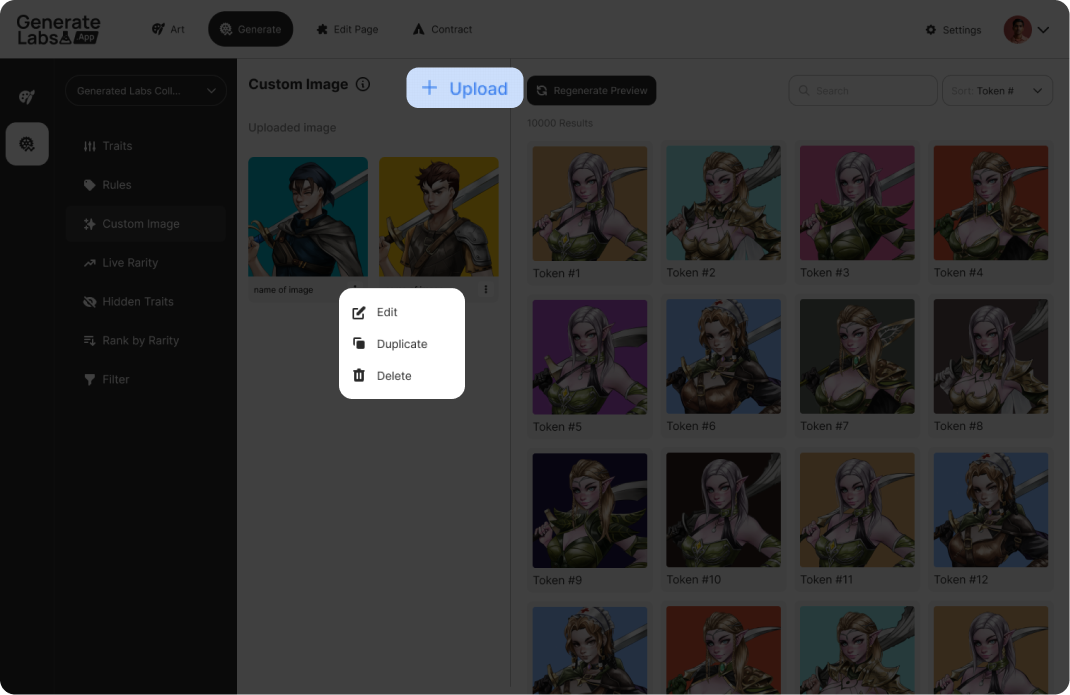 Generate
Labs App
Art
Generate
Edit Page
Contract
Settings
Generated Labs Coll...
Custom Image
Upload
Regenerate Preview
Search
Sort: Token #
Uploaded image
10000 Results
Traits
Rules
Custom Image
Live Rarity
Hidden Traits
Rank by Rarity
Filter
name of image
Edit
Duplicate
Delete
Token #1
Token #2
Token #3
Token #4
Token #5
Token #6
Token #7
Token #8
Token #9
Token #10
Token #11
Token #12